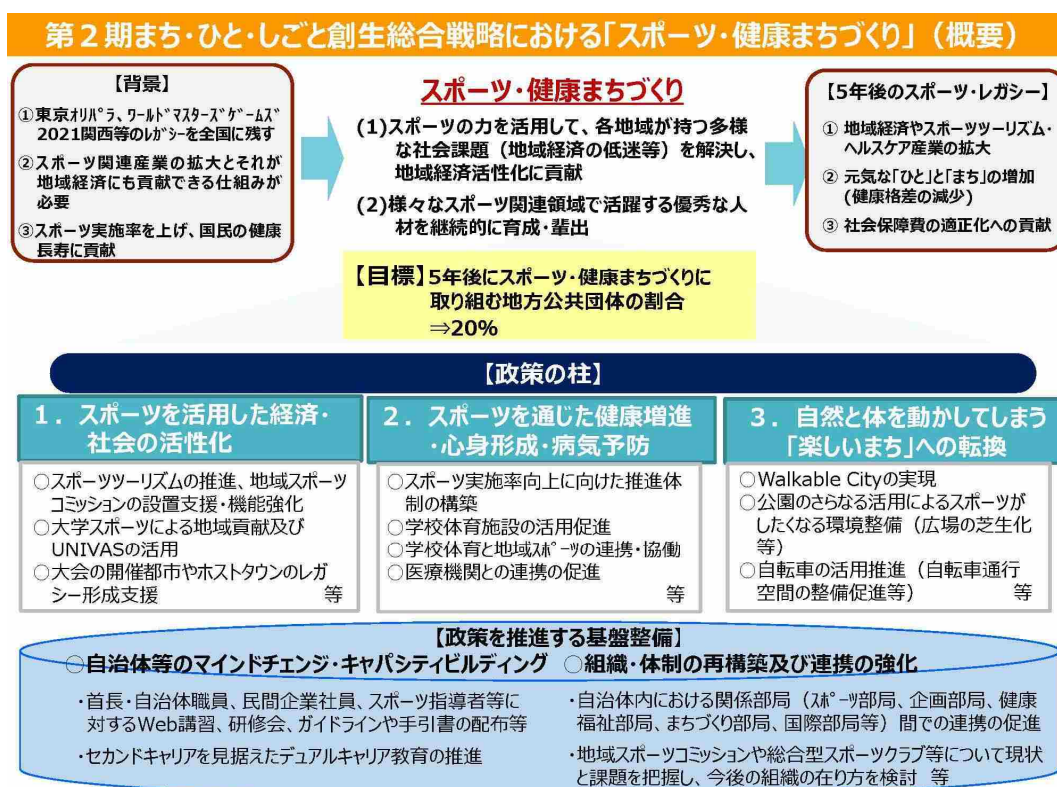 第２期まち・ひと・しごと創生総合戦略における「スポーツ・健康まちづくり」（概要）
【背景】
①東京ｵﾘﾊﾟﾗ、ﾜｰﾙﾄﾞﾏｽﾀｰｽﾞｹﾞｰﾑｽﾞ
2021関西等のﾚｶﾞｼｰを全国に残す
②スポーツ関連産業の拡大とそれが
地域経済にも貢献できる仕組みが
必要
③スポーツ実施率を上げ、国民の健康
長寿に貢献
スポーツ・健康まちづくり
(1)スポーツの力を活用して、各地域が持つ多様
な社会課題（地域経済の低迷等）を解決し、
地域経済活性化に貢献
(2)様々なスポーツ関連領域で活躍する優秀な人
材を継続的に育成・輩出
【5年後のスポーツ・レガシー】
① 地域経済やスポーツツーリズム・
ヘルスケア産業の拡大
② 元気な「ひと」と「まち」の増加
(健康格差の減少)
③ 社会保障費の適正化への貢献
【目標】5年後にスポーツ・健康まちづくりに
取り組む地方公共団体の割合
⇒20%
【政策の柱】
１．スポーツを活用した経済・
社会の活性化
○スポーツツーリズムの推進、地域スポーツ
コミッションの設置支援・機能強化
○大学スポーツによる地域貢献及び
UNIVASの活用
○大会の開催都市やホストタウンのレガ
シー形成支援 等
２．スポーツを通じた健康増進
・心身形成・病気予防
○スポーツ実施率向上に向けた推進体
制の構築
○学校体育施設の活用促進
○学校体育と地域ｽﾎﾟｰﾂの連携・協働
○医療機関との連携の促進
等
３．自然と体を動かしてしまう
「楽しいまち」への転換
○Walkable Cityの実現
○公園のさらなる活用によるスポーツが
したくなる環境整備（広場の芝生化
等）
○自転車の活用推進（自転車通行
空間の整備促進等） 等
【政策を推進する基盤整備】
○自治体等のマインドチェンジ・キャパシティビルディング
・首長・自治体職員、民間企業社員、スポーツ指導者等に
対するWeb講習、研修会、ガイドラインや手引書の配布等
・セカンドキャリアを見据えたデュアルキャリア教育の推進
○組織・体制の再構築及び連携の強化
・自治体内における関係部局（ｽﾎﾟｰﾂ部局、企画部局、健康
福祉部局、まちづくり部局、国際部局等）間での連携の促進
・地域スポーツコミッションや総合型スポーツクラブ等について現状
と課題を把握し、今後の組織の在り方を検討 等